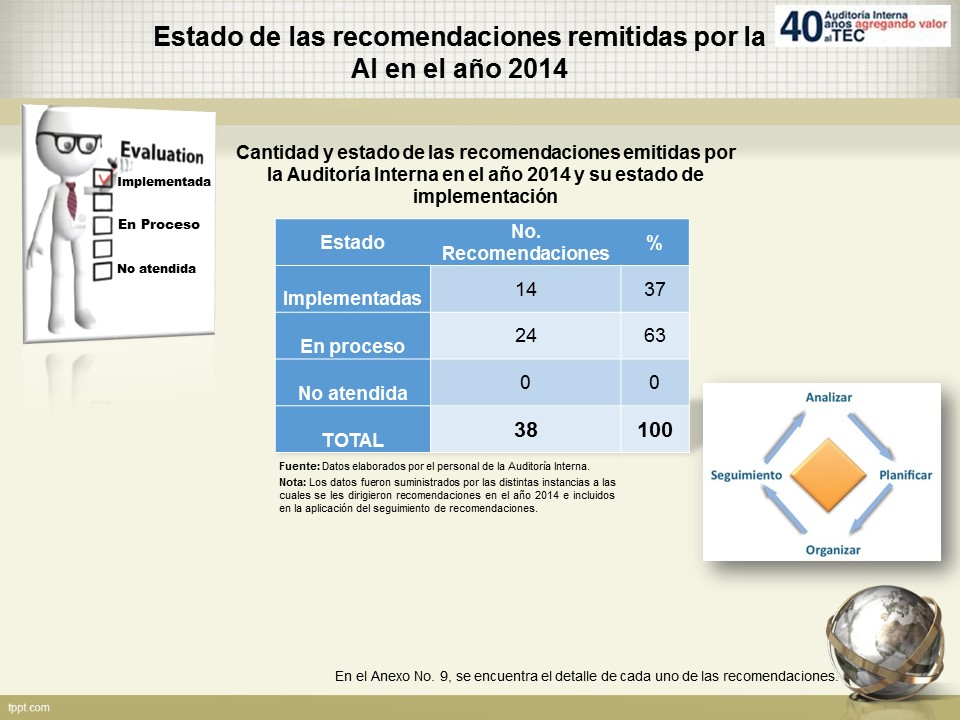 Estado de las recomendaciones remitidas por la
AI en el año 2014
40 Auditoría Interna
años agregando valor
al TEC
Evaluation
Implementada
En Proceso
No atendida
Cantidad y estado de las recomendaciones emitidas por
la Auditoría Interna en el año 2014 y su estado de
implementación
Estado No. Recomendaciones %
Implementadas 14 37
En proceso 24 63
No atendida 0 0
TOTAL 38 100
Fuente: Datos elaborados por el personal de la Auditoría Interna.
Nota: Los datos fueron suministrados por las distintas instancias a las
cuales se les dirigieron recomendaciones en el año 2014 e incluidos
en la aplicación del seguimiento de recomendaciones.
Analizar
Seguimiento Planificar
Organizar
En el Anexo No. 9, se encuentra el detalle de cada uno de las recomendaciones.
fppt.com